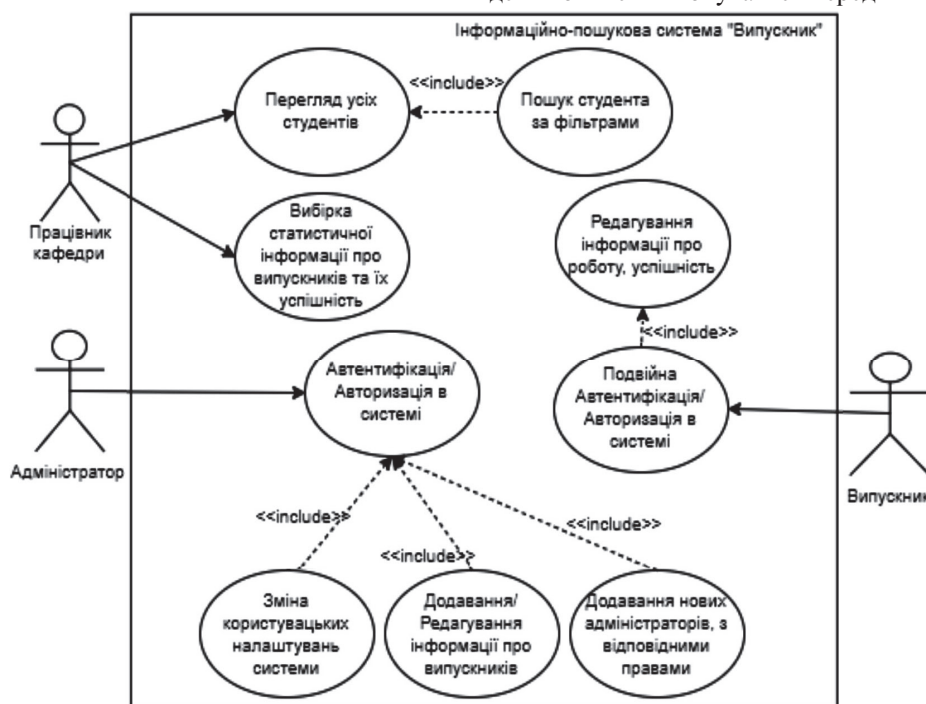 Інформаційно-пошукова система "Випускник"
Перегляд усіх
студентів
<<include>>
Пошук студента
за фільтрами
Працівник
кафедри
Вибірка
статистичної
інформації про
випускників та їх
успішність
Редагування
інформації про
роботу, успішність
<<include>>
Автентифікація/
Авторизація в
системі
Подвійна
Автентифікація/
Авторизація в
системі
Адміністратор
Випускник
<<include>>
<<include>>
<<include>>
Зміна
користувацьких
налаштувань
системи
Додавання/
Редагування
інформації про
випускників
Додавання нових
адміністраторів, з
відповідними
правами